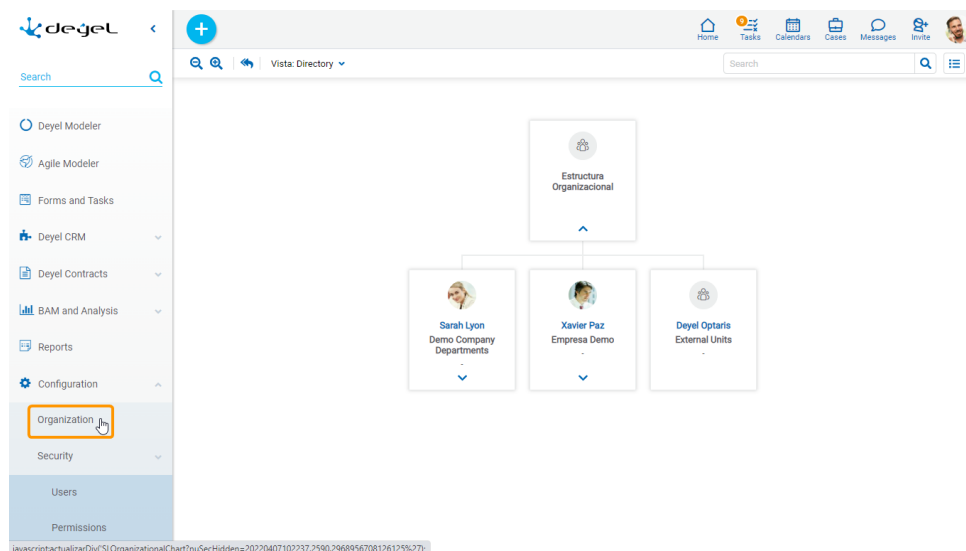 deyel
Home
9
Tasks
Calendars
Cases
Messages
Invite
Search
Vista: Directory
Search
Deyel Modeler
Agile Modeler
Forms and Tasks
Deyel CRM
Deyel Contracts
BAM and Analysis
Reports
Configuration
Organization
Security
Users
Permissions
Estructura
Organizacional
Sarah Lyon
Demo Company
Departments
-
Xavier Paz
Empresa Demo
-
Deyel Optaris
External Units
-